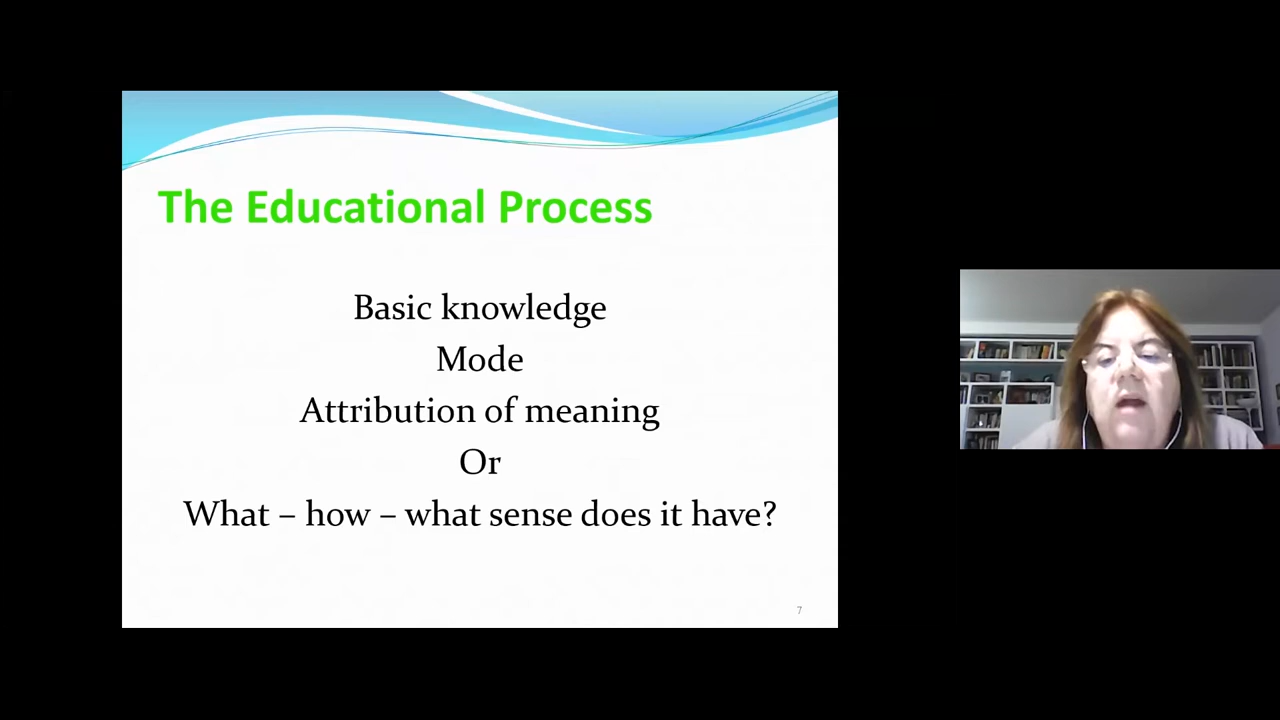 The Educational Process
Basic knowledge
Mode
Attribution of meaning
Or
What – how – what sense does it have?
7